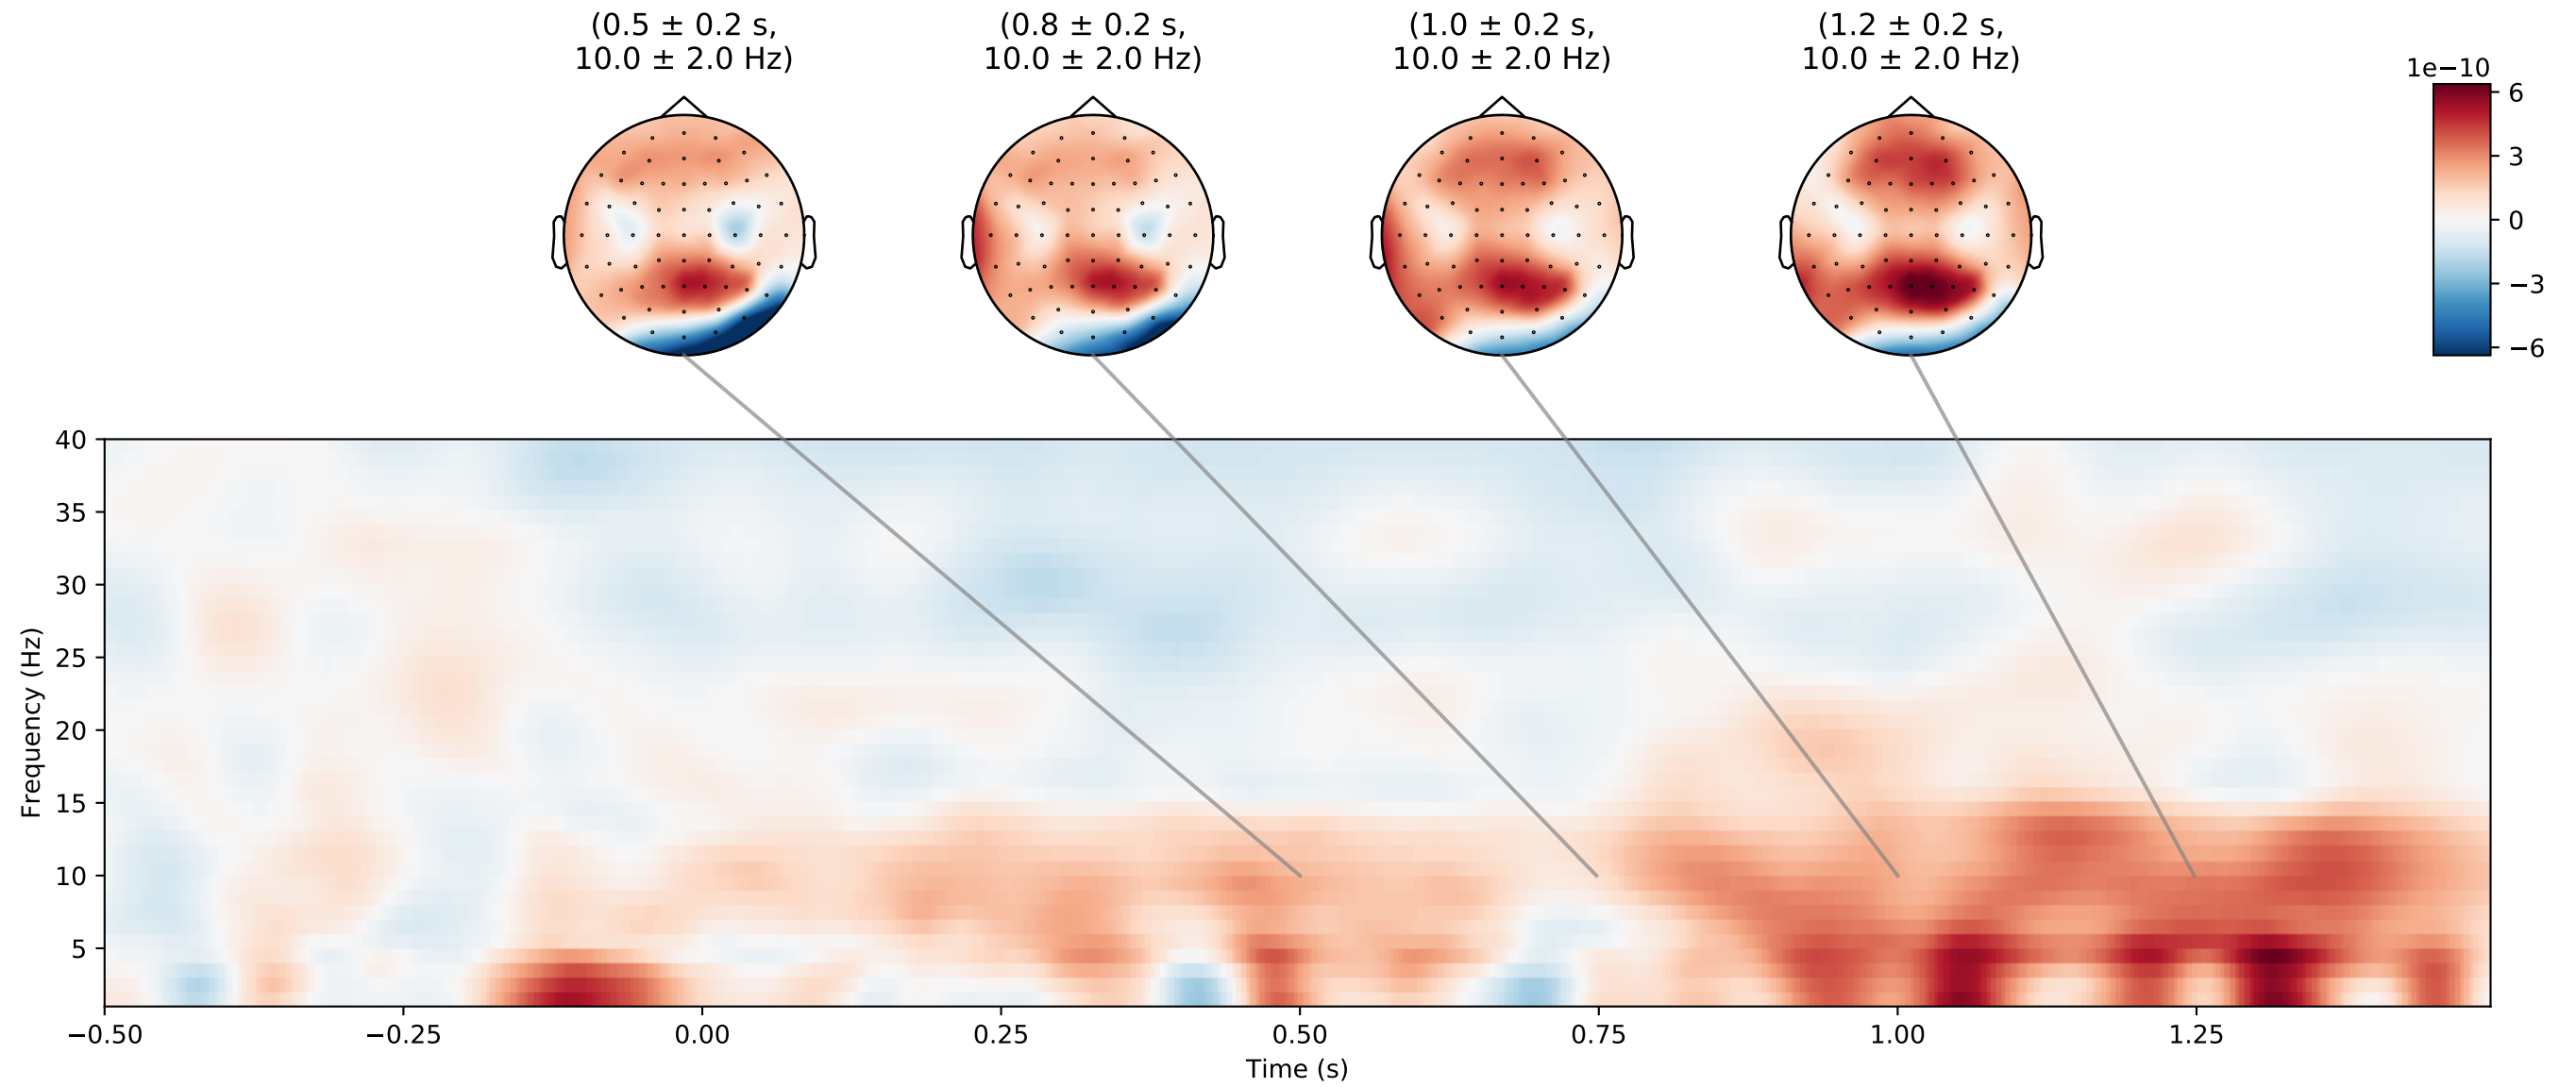 (0.5 ± 0.2 s,
10.0 ± 2.0 Hz)
(0.8 ± 0.2 s,
10.0 ± 2.0 Hz)
(1.0 ± 0.2 s,
10.0 ± 2.0 Hz)
(1.2 ± 0.2 s,
10.0 ± 2.0 Hz)
1e−10
6
3
0
−3
−6
40
35
30
25
20
15
10
5
Frequency (Hz)
−0.50
−0.25
0.00
0.25
0.50
0.75
1.00
1.25
Time (s)